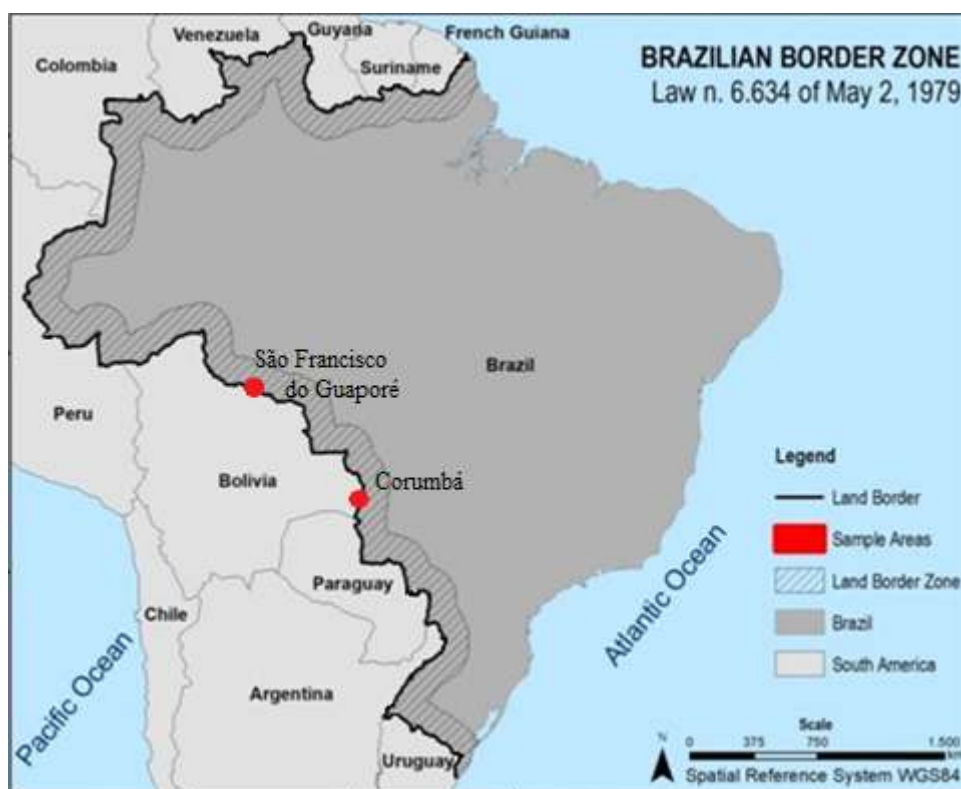 BRAZILIAN BORDER ZONE
Law n. 6.634 of May 2, 1979
Venezuela
Guyana
French Guiana
Colombia
Suriname
São Francisco
do Guaporé
Brazil
Peru
Bolivia
Corumbá
Paraguay
Chile
Argentina
Uruguay
Pacific Ocean
Atlantic Ocean
Legend
Land Border
Sample Areas
Land Border Zone
Brazil
South America
Scale
N
0 375 750 1.500
km
Spatial Reference System WGS84